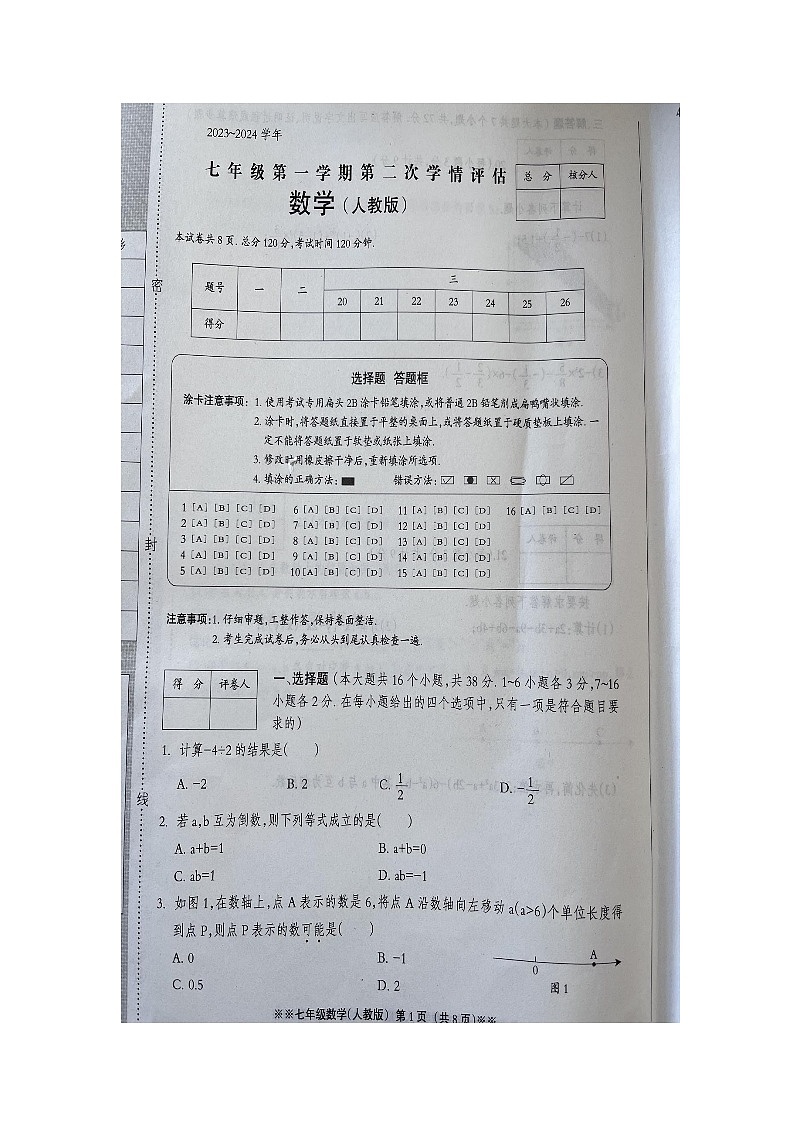 2023~2024 学年
七年级第一学期第二次学情评估
数学(人教版)
总 分 核分人
本试卷共8页.总分120分,考试时间120分钟.
题号 一 二 三
20 21 22 23 24 25 26
得分
密
选择题 答题框
涂卡注意事项: 1. 使用考试专用扁头2B涂卡铅笔填涂,或将普通2B铅笔削成扁鸭嘴状填涂.
2. 涂卡时,将答题纸直接置于平整的桌面上,或将答题纸置于硬质垫板上填涂. 一
定不能将答题纸置于软垫或纸张上填涂.
3. 修改时用橡皮擦干净后,重新填涂所选项.
4. 填涂的正确方法: 错误方法:
1 [A] [B] [C] [D] 6 [A] [B] [C] [D] 11 [A] [B] [C] [D] 16 [A] [B] [C] [D]
2 [A] [B] [C] [D] 7 [A] [B] [C] [D] 12 [A] [B] [C] [D]
3 [A] [B] [C] [D] 8 [A] [B] [C] [D] 13 [A] [B] [C] [D]
4 [A] [B] [C] [D] 9 [A] [B] [C] [D] 14 [A] [B] [C] [D]
5 [A] [B] [C] [D] 10 [A] [B] [C] [D] 15 [A] [B] [C] [D]
封
注意事项:1. 仔细审题,工整作答,保持卷面整洁.
2. 考生完成试卷后,务必从头到尾认真检查一遍.
得 分 评卷人
一、选择题(本大题共16个小题,共38分. 1~6小题各3分,7~16
小题各2分. 在每小题给出的四个选项中,只有一项是符合题目要
求的)
1. 计算-4÷2的结果是( )
A. -2 B. 2 C. 1/2 D. -1/2
线
2. 若a,b互为倒数,则下列等式成立的是( )
A. a+b=1 B. a+b=0
C. ab=1 D. ab=-1
3. 如图1,在数轴上,点A表示的数是6,将点A沿数轴向左移动a(a>6)个单位长度得
到点P,则点P表示的数可能是( )
A. 0 B. -1
C. 0.5 D. 2
0 A
图1
※※七年级数学(人教版) 第1页 (共8页)※※